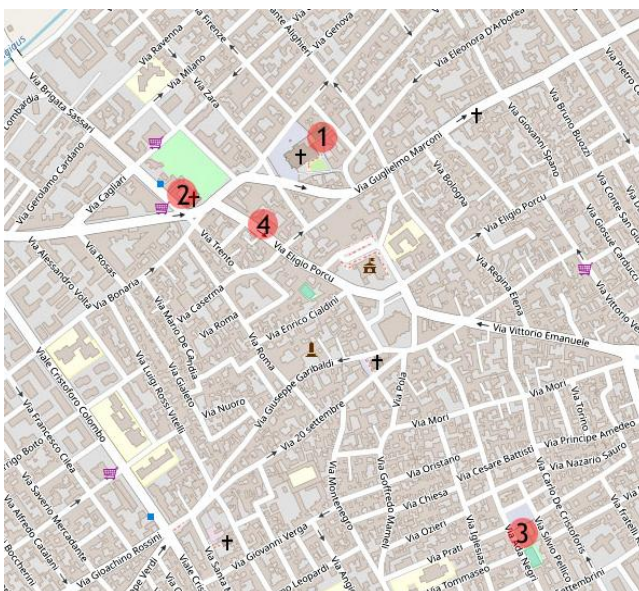 Via Ravenna
Via Firenze
Via Genova
Via Eleonora D'Arborea
Via Milano
Via Zara
Via Brigata Sassari
Lombardia
Via Pietro
1
Via Bruno Buozzi
Via Giovanni Spano
Via Guglielmo Marconi
Via Gerolamo Cardano
Via Cagliari
2
Via Bologna
Via Conte San
Via Giosuè
4
Via Eligio Porcu
Via Eligio Porcu
Via Rosas
Via Alessandro Volta
Via Trento
Via Bonaria
Via Caserma
Via Regina Elena
Via Roma
Via Enrico Cialdini
Via Vittorio Emanuele
Via Mario De Candia
Via Roma
Via Galeto
Via Luigi Rossi Vitelli
Viale Cristoforo Colombo
Via Giuseppe Garibaldi
Via Nuoro
Via Pola
Via Mori
Via Mori
Via Torino
Via 20 settembre
Via Principe Amedeo
Via Cesare Battisti
Via Nazario Sauro
Via Oristano
Via Francesco Cilea
Arrigo Boito
Via Saverio Mercadante
Via Alfredo Catalani
Boccherini
Via Montenegro
Via Goffredo Mameli
Via Chiesa
Via Carlo De Cristoforis
3
Via Ozieri
Via Giovanni Verga
Via Gioachino Rossini
Via Iglesias
Via Ada Negri
Via Silvio Pellico
Via Prati
Via Tommaseo
Via Santa
Settembrini